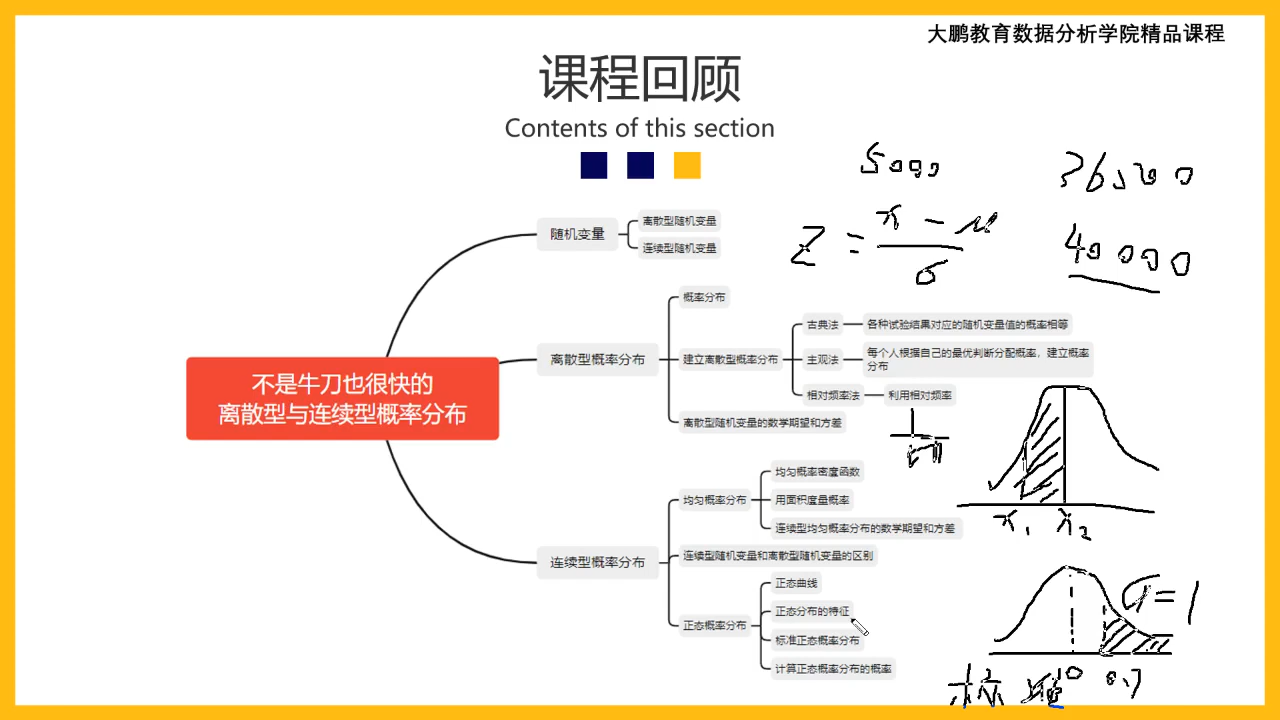 大鹏教育数据分析学院精品课程
课程回顾
Contents of this section
5000
36500
40000
Z = x - μ
σ
随机变量
离散型随机变量
连续型随机变量
不是牛刀也很快的
离散型与连续型概率分布
离散型概率分布
概率分布
建立离散型概率分布
古典法
各种试验结果对应的随机变量值的概率相等
主观法
每个人根据自己的最优判断分配概率，建立概率
分布
相对频率法
利用相对频率
离散型随机变量的数学期望和方差
连续型概率分布
均匀概率分布
均匀概率密度函数
用面积度量概率
连续型均匀概率分布的数学期望和方差
连续型随机变量和离散型随机变量的区别
正态概率分布
正态曲线
正态分布的特征
标准正态概率分布
计算正态概率分布的概率
x₁ x₂
σ=1
标准 0 0.7